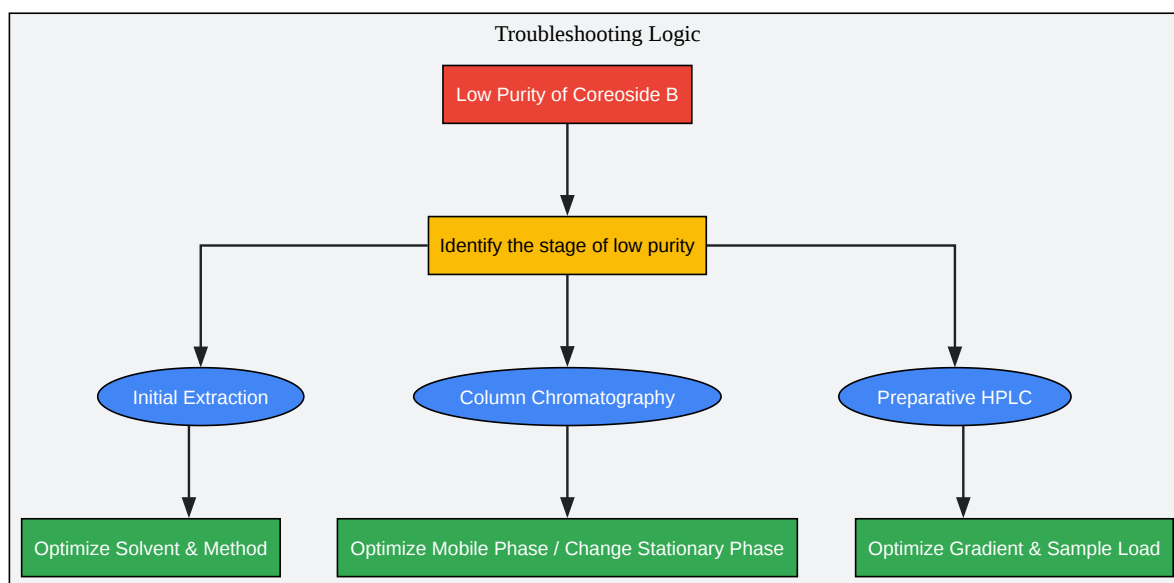 Troubleshooting Logic
Low Purity of Coreoside B
Identify the stage of low purity
Initial Extraction
Column Chromatography
Preparative HPLC
Optimize Solvent & Method
Optimize Mobile Phase / Change Stationary Phase
Optimize Gradient & Sample Load